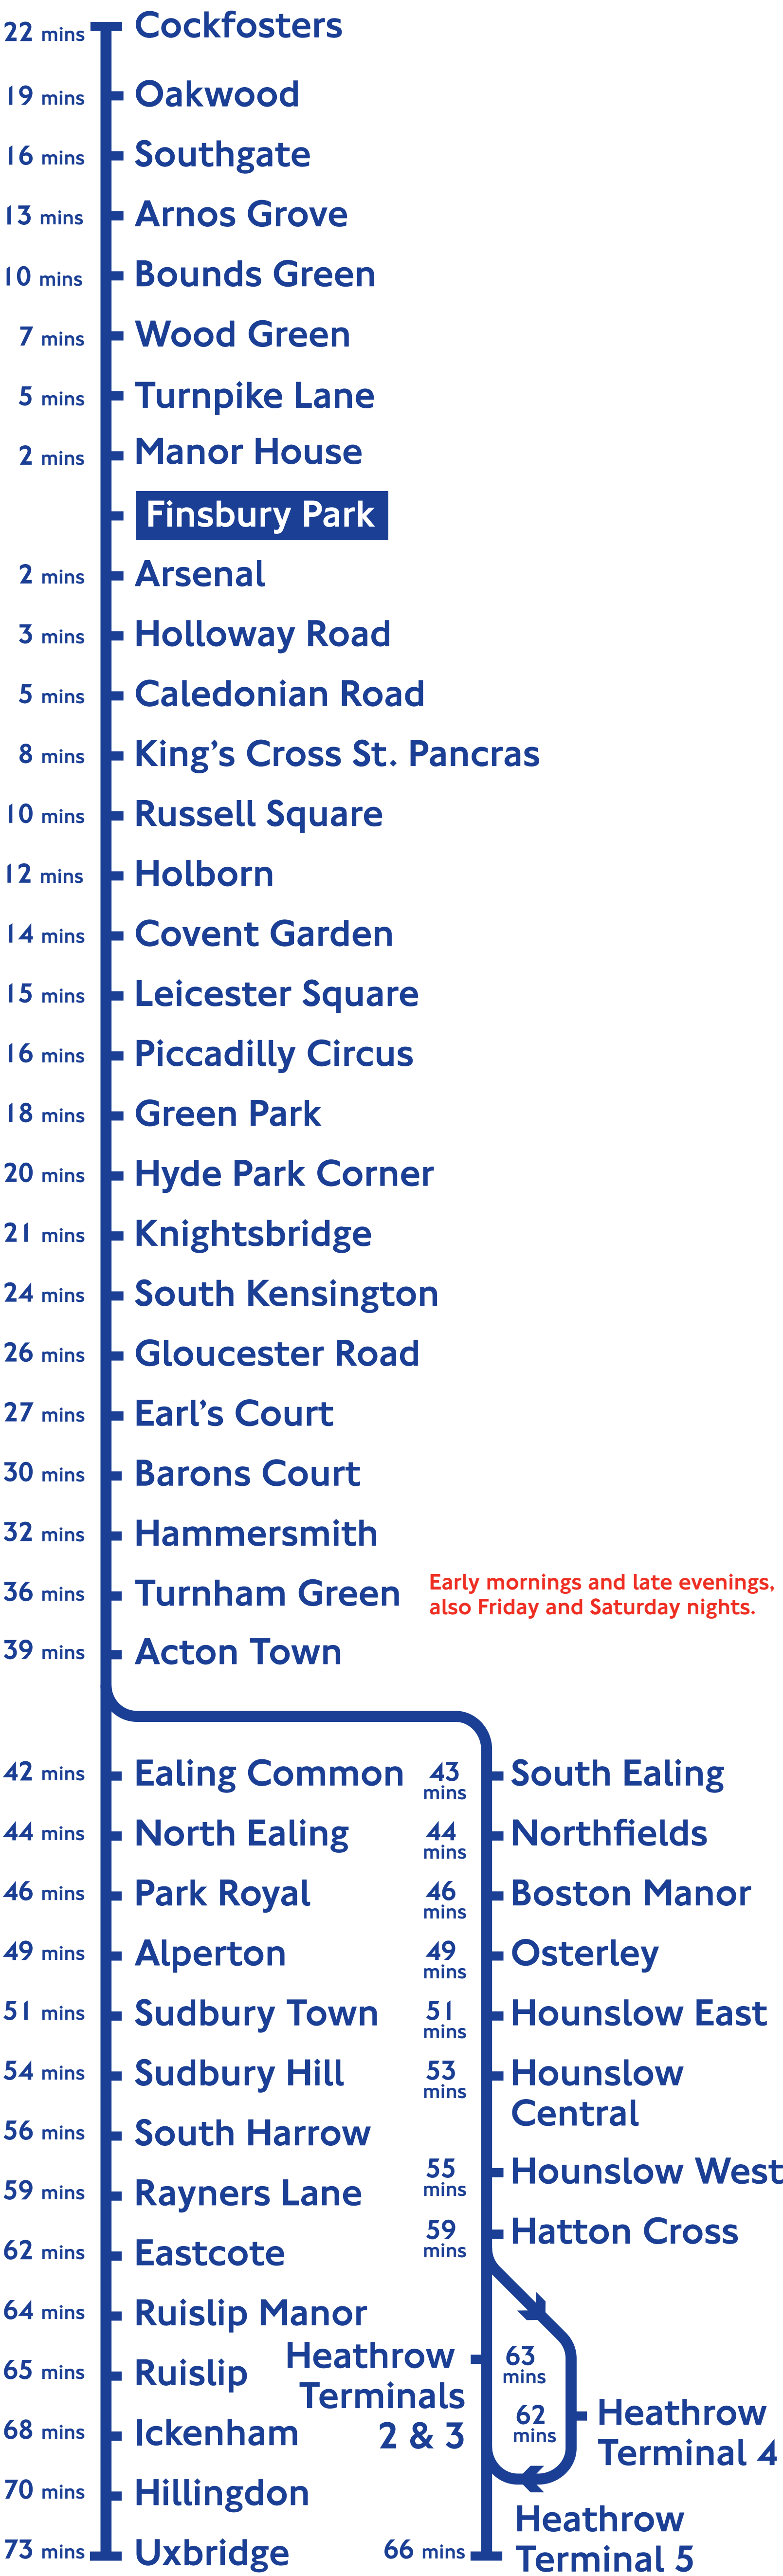 22 mins Cockfosters
19 mins Oakwood
16 mins Southgate
13 mins Arnos Grove
10 mins Bounds Green
7 mins Wood Green
5 mins Turnpike Lane
2 mins Manor House
Finsbury Park
2 mins Arsenal
3 mins Holloway Road
5 mins Caledonian Road
8 mins King's Cross St. Pancras
10 mins Russell Square
12 mins Holborn
14 mins Covent Garden
15 mins Leicester Square
16 mins Piccadilly Circus
18 mins Green Park
20 mins Hyde Park Corner
21 mins Knightsbridge
24 mins South Kensington
26 mins Gloucester Road
27 mins Earl's Court
30 mins Barons Court
32 mins Hammersmith
36 mins Turnham Green
Early mornings and late evenings,
also Friday and Saturday nights.
39 mins Acton Town
42 mins Ealing Common
44 mins North Ealing
46 mins Park Royal
49 mins Alperton
51 mins Sudbury Town
54 mins Sudbury Hill
56 mins South Harrow
59 mins Rayners Lane
62 mins Eastcote
64 mins Ruislip Manor
65 mins Ruislip
68 mins Ickenham
70 mins Hillingdon
73 mins Uxbridge
43 South Ealing
mins
44 Northfields
mins
46 Boston Manor
mins
49 Osterley
mins
51 Hounslow East
mins
53 Hounslow
mins Central
55 Hounslow West
mins
59 Hatton Cross
mins
Heathrow 63
Terminals mins
2 & 3
62 Heathrow
mins Terminal 4
Heathrow
66 mins Terminal 5